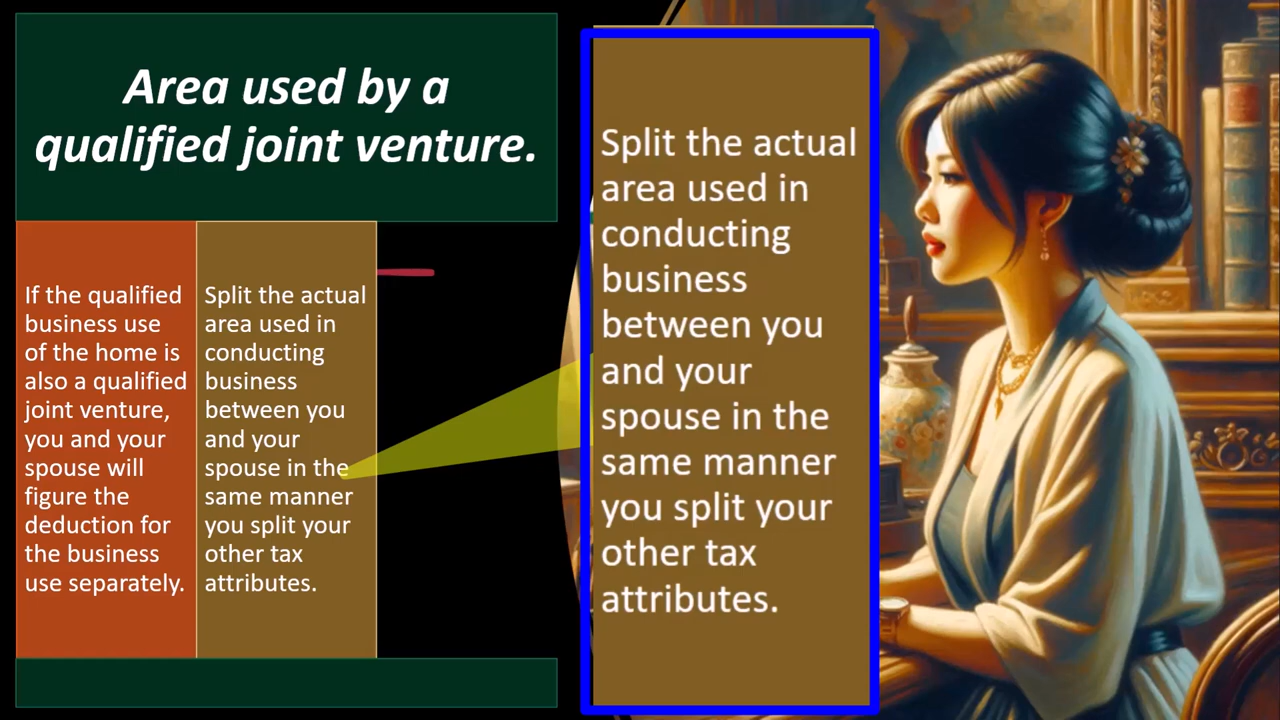 Area used by a
qualified joint venture.
If the qualified
business use
of the home is
also a qualified
joint venture,
you and your
spouse will
figure the
deduction for
the business
use separately.
Split the actual
area used in
conducting
business
between you
and your
spouse in the
same manner
you split your
other tax
attributes.
Split the actual
area used in
conducting
business
between you
and your
spouse in the
same manner
you split your
other tax
attributes.